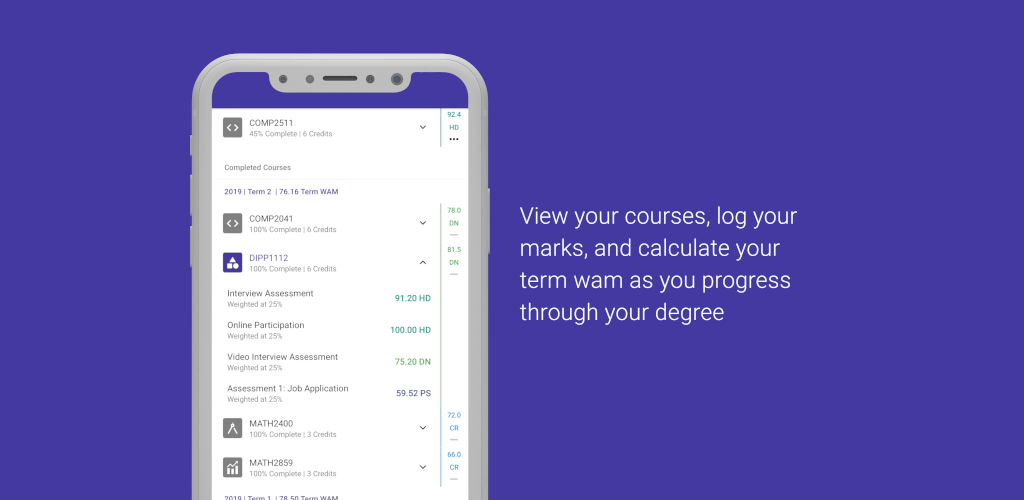 COMP2511
45% Complete | 6 Credits
92.4
HD
Completed Courses
2019 | Term 2 | 76.16 Term WAM
COMP2041
100% Complete | 6 Credits
78.0
DN
DIPP1112
100% Complete | 6 Credits
81.5
DN
Interview Assessment
Weighted at 25%
91.20 HD
Online Participation
Weighted at 25%
100.00 HD
Video Interview Assessment
Weighted at 25%
75.20 DN
Assessment 1: Job Application
Weighted at 25%
59.52 PS
MATH2400
100% Complete | 3 Credits
72.0
CR
MATH2859
100% Complete | 3 Credits
66.0
CR
2019 | Term 1 | 78.50 Term WAM
View your courses, log your
marks, and calculate your
term wam as you progress
through your degree